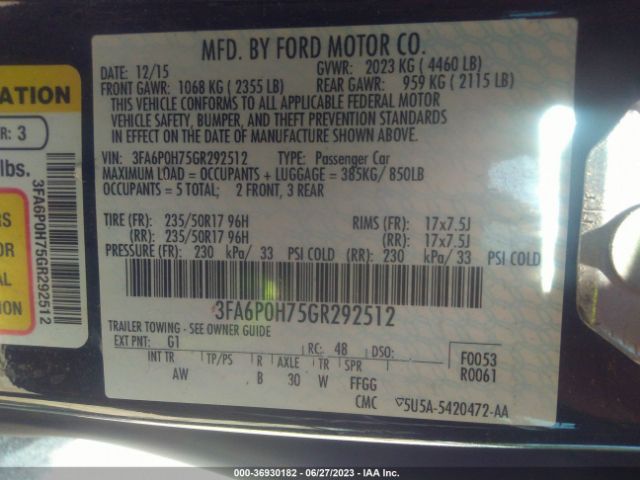 MFD. BY FORD MOTOR CO.
DATE: 12/15 GVWR: 2023 KG ( 4460 LB)
FRONT GAWR: 1068 KG ( 2355 LB) REAR GAWR: 959 KG ( 2115 LB)
THIS VEHICLE CONFORMS TO ALL APPLICABLE FEDERAL MOTOR
VEHICLE SAFETY, BUMPER, AND THEFT PREVENTION STANDARDS
IN EFFECT ON THE DATE OF MANUFACTURE SHOWN ABOVE.
VIN: 3FA6P0H75GR292512 TYPE: Passenger Car
MAXIMUM LOAD = OCCUPANTS + LUGGAGE = 385KG/ 850LB
OCCUPANTS = 5 TOTAL; 2 FRONT, 3 REAR
TIRE (FR): 235/50R17 96H RIMS (FR): 17x7.5J
(RR): 235/50R17 96H (RR): 17x7.5J
PRESSURE (FR): 230 kPa/ 33 PSI COLD (RR): 230 kPa/ 33 PSI COLD
3FA6P0H75GR292512
TRAILER TOWING - SEE OWNER GUIDE
EXT PNT: G1 RC: 48 DSO:
INT TR TP/PS R AXLE TR SPR
AW B 30 W FFGG
F0053
R0061
CMC 5U5A-5420472-AA
ATION
R: 3
lbs.
RS
OR
AL
TION
3FA6P0H75GR292512
000-36930182 - 06/27/2023 - IAA Inc.